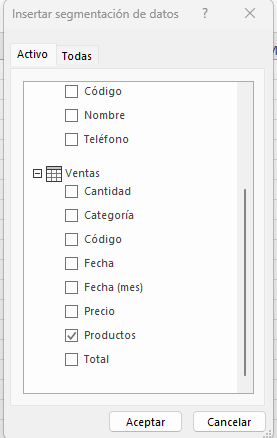 Insertar segmentación de datos ? ×
Activo Todas
Código
Nombre
Teléfono
Ventas
Cantidad
Categoría
Código
Fecha
Fecha (mes)
Precio
Productos
Total
Aceptar Cancelar